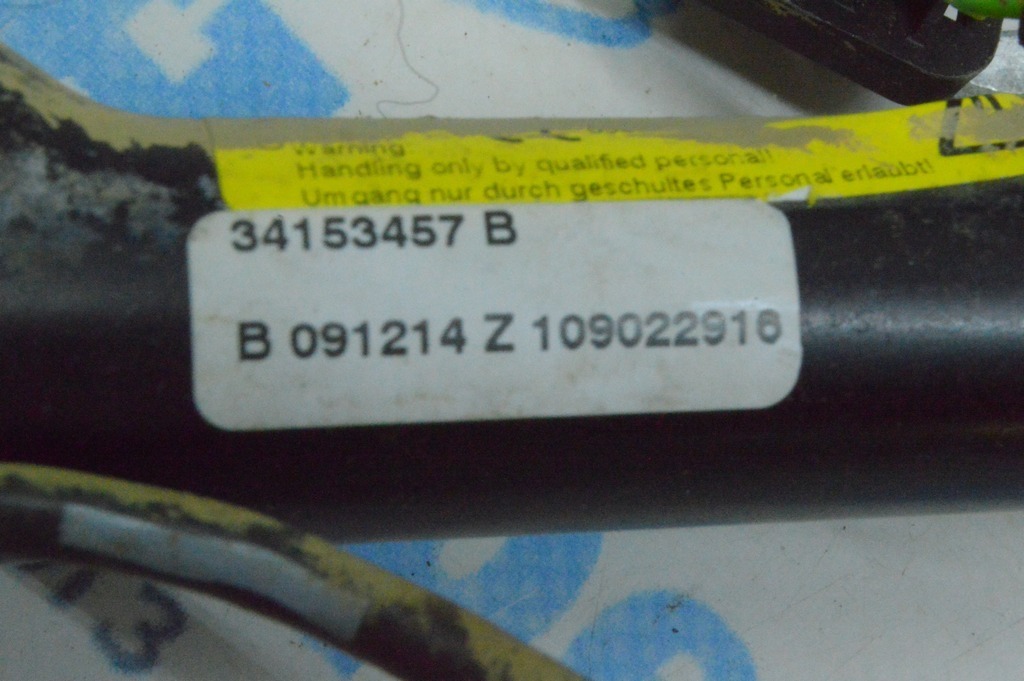 Warning
Handling only by qualified personal!
Umgang nur durch geschultes Personal erlaubt!
34153457 B
B 091214 Z 109022916